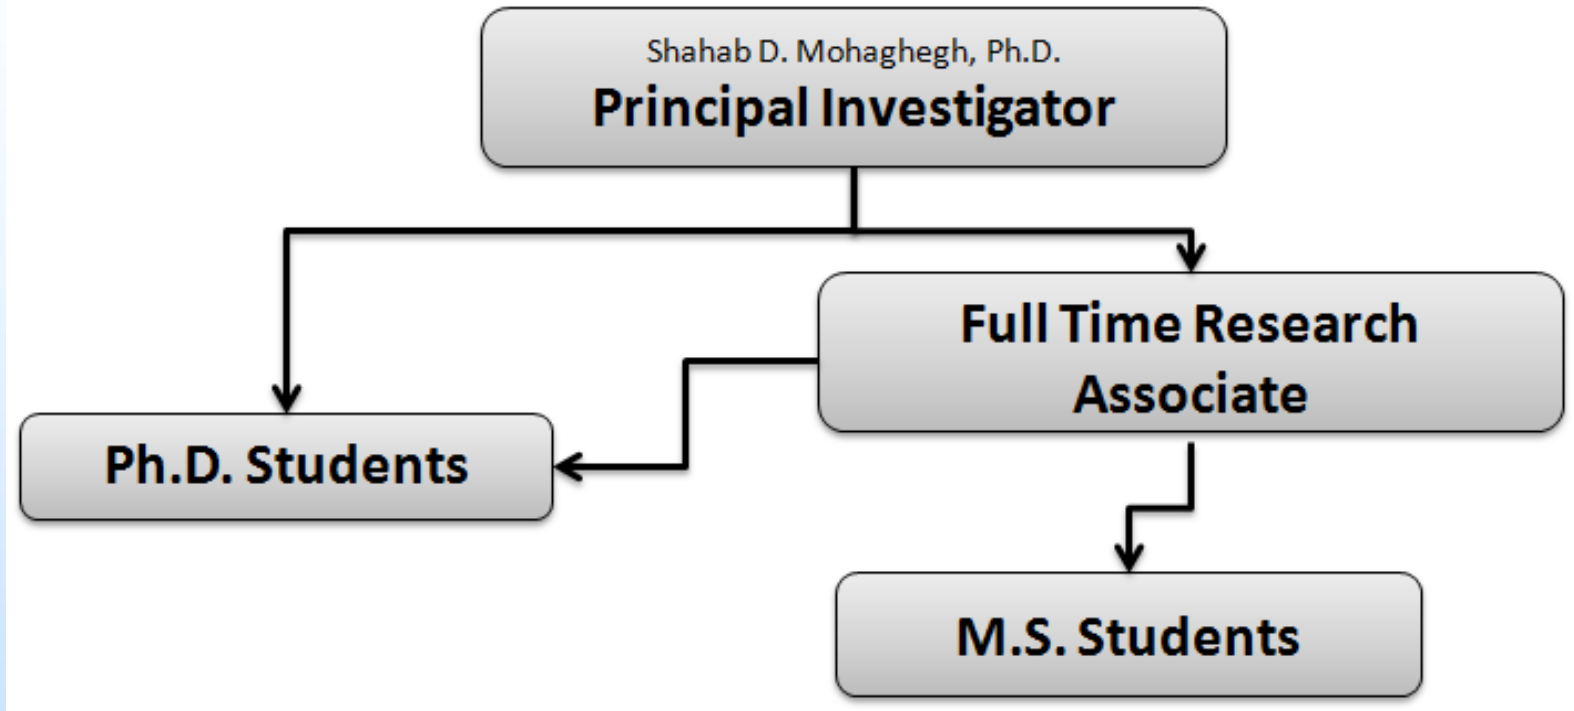 Shahab D. Mohaghegh, Ph.D.
Principal Investigator
Full Time Research
Associate
Ph.D. Students
M.S. Students